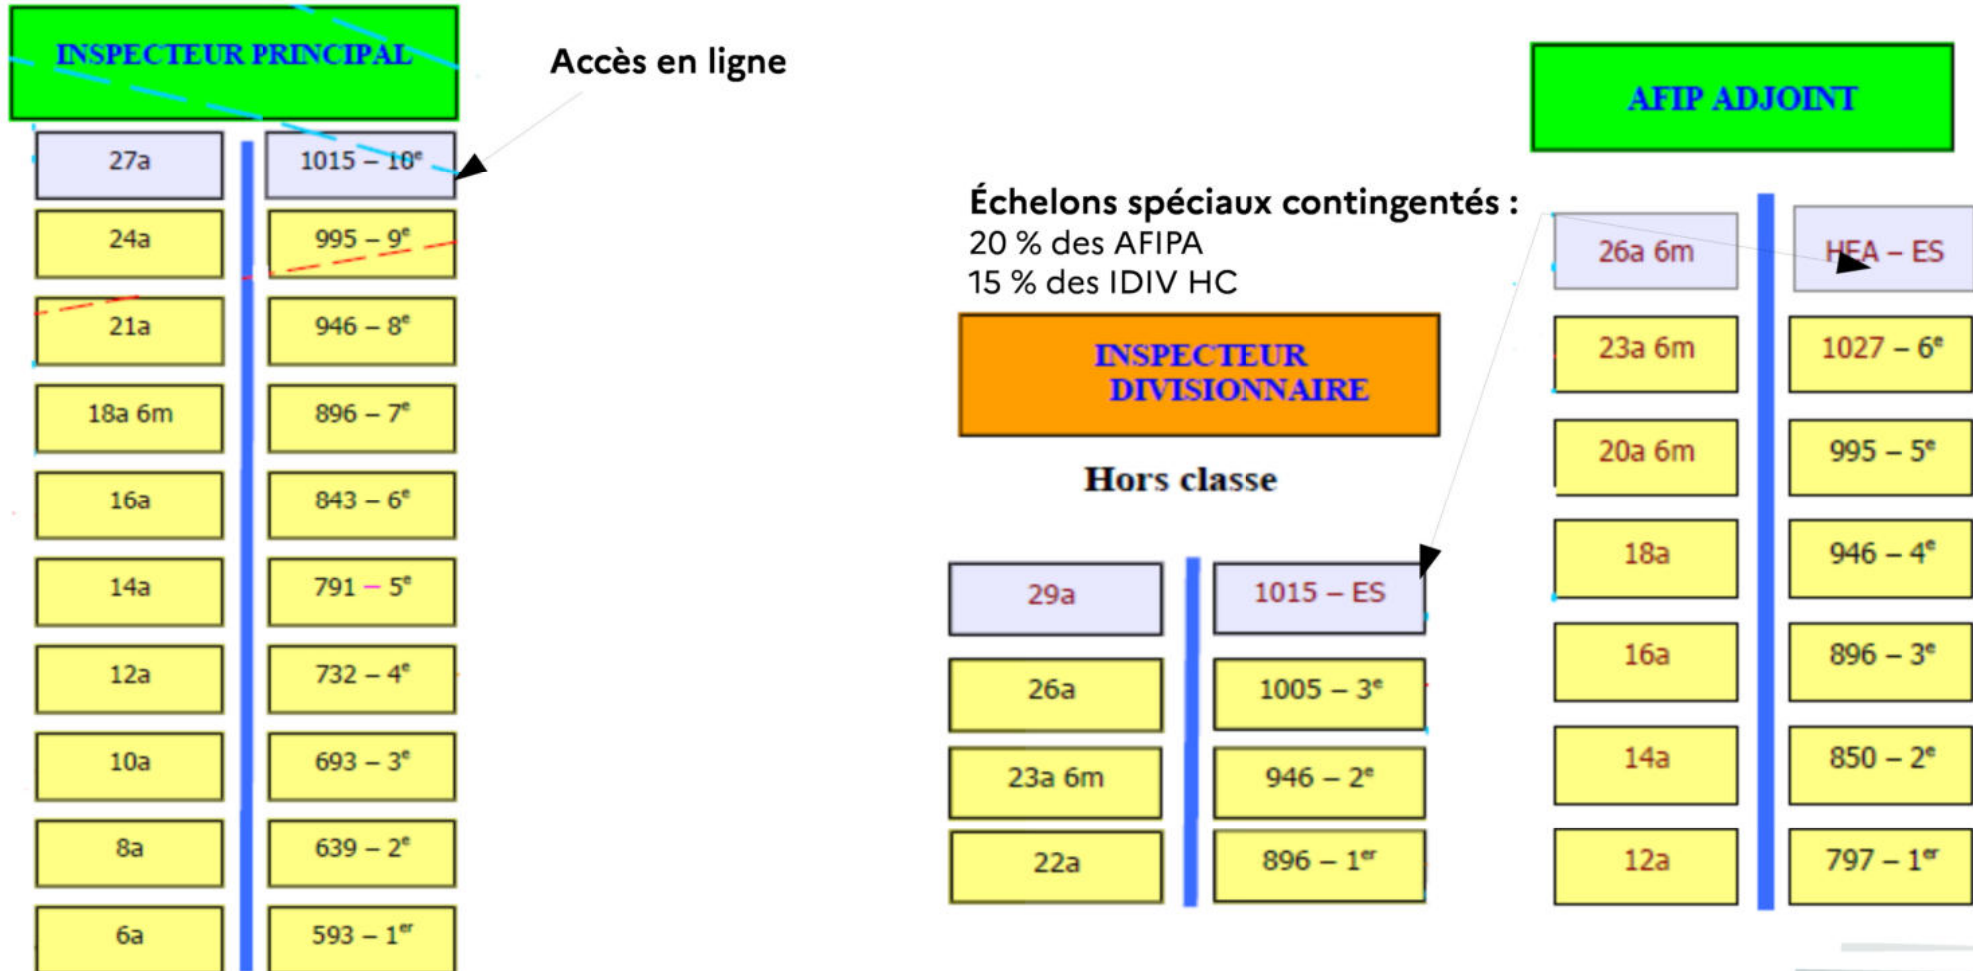 INSPECTEUR PRINCIPAL
27a 1015 – 10e
24a 995 – 9e
21a 946 – 8e
18a 6m 896 – 7e
16a 843 – 6e
14a 791 – 5e
12a 732 – 4e
10a 693 – 3e
8a 639 – 2e
6a 593 – 1er
Accès en ligne
Échelons spéciaux contingentés :
20 % des AFIPA
15 % des IDIV HC
INSPECTEUR
DIVISIONNAIRE
Hors classe
29a 1015 – ES
26a 1005 – 3e
23a 6m 946 – 2e
22a 896 – 1er
AFIP ADJOINT
26a 6m HEA – ES
23a 6m 1027 – 6e
20a 6m 995 – 5e
18a 946 – 4e
16a 896 – 3e
14a 850 – 2e
12a 797 – 1er